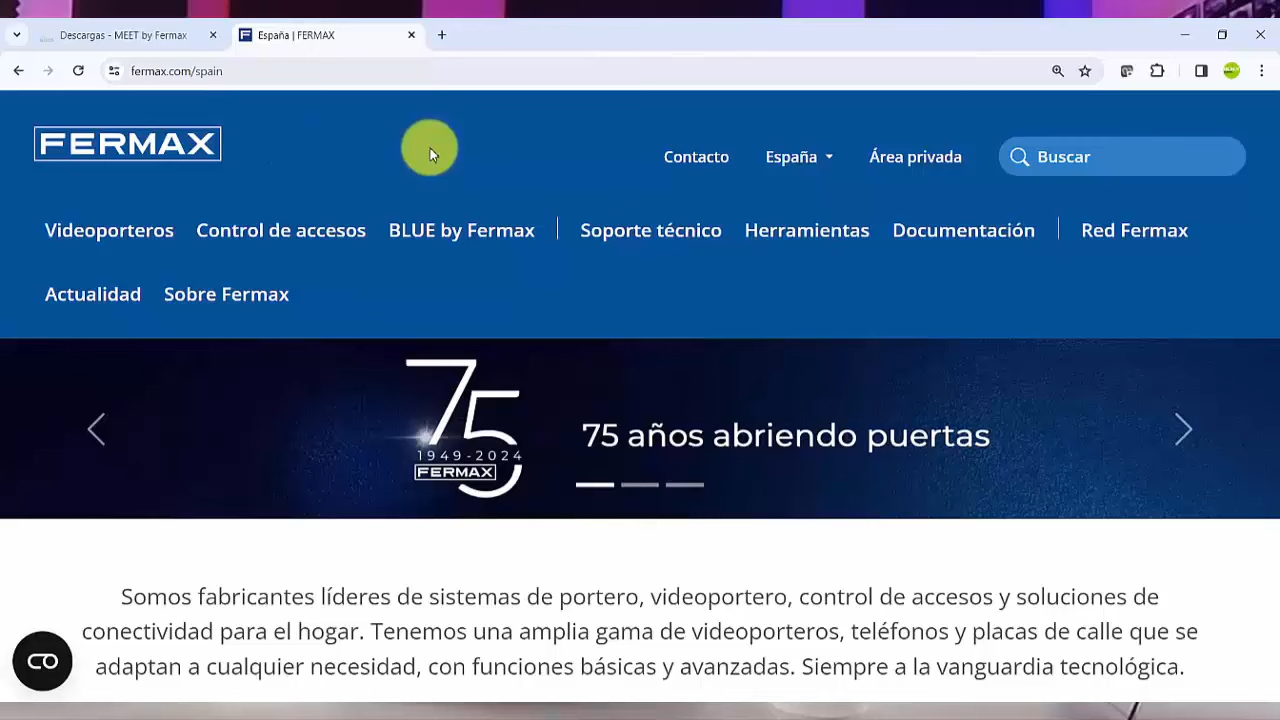 Descargas - MEET by Fermax
España | FERMAX
fermax.com/spain
FERMAX
Contacto
España
Área privada
Buscar
Videoporteros
Control de accesos
BLUE by Fermax
Soporte técnico
Herramientas
Documentación
Red Fermax
Actualidad
Sobre Fermax
75
1949-2024
FERMAX
75 años abriendo puertas
Somos fabricantes líderes de sistemas de portero, videoportero, control de accesos y soluciones de
conectividad para el hogar. Tenemos una amplia gama de videoporteros, teléfonos y placas de calle que se
adaptan a cualquier necesidad, con funciones básicas y avanzadas. Siempre a la vanguardia tecnológica.